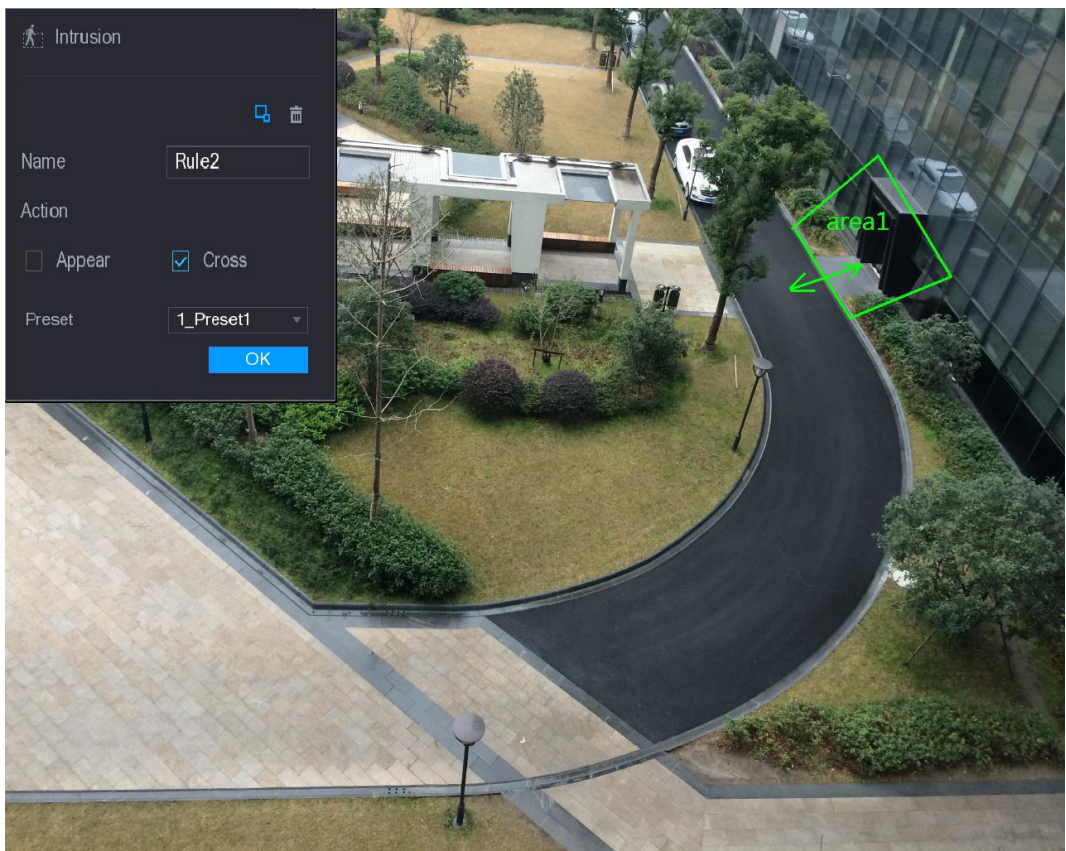 Intrusion
Name Rule2
Action
Appear Cross
Preset 1_Preset1
OK
area1